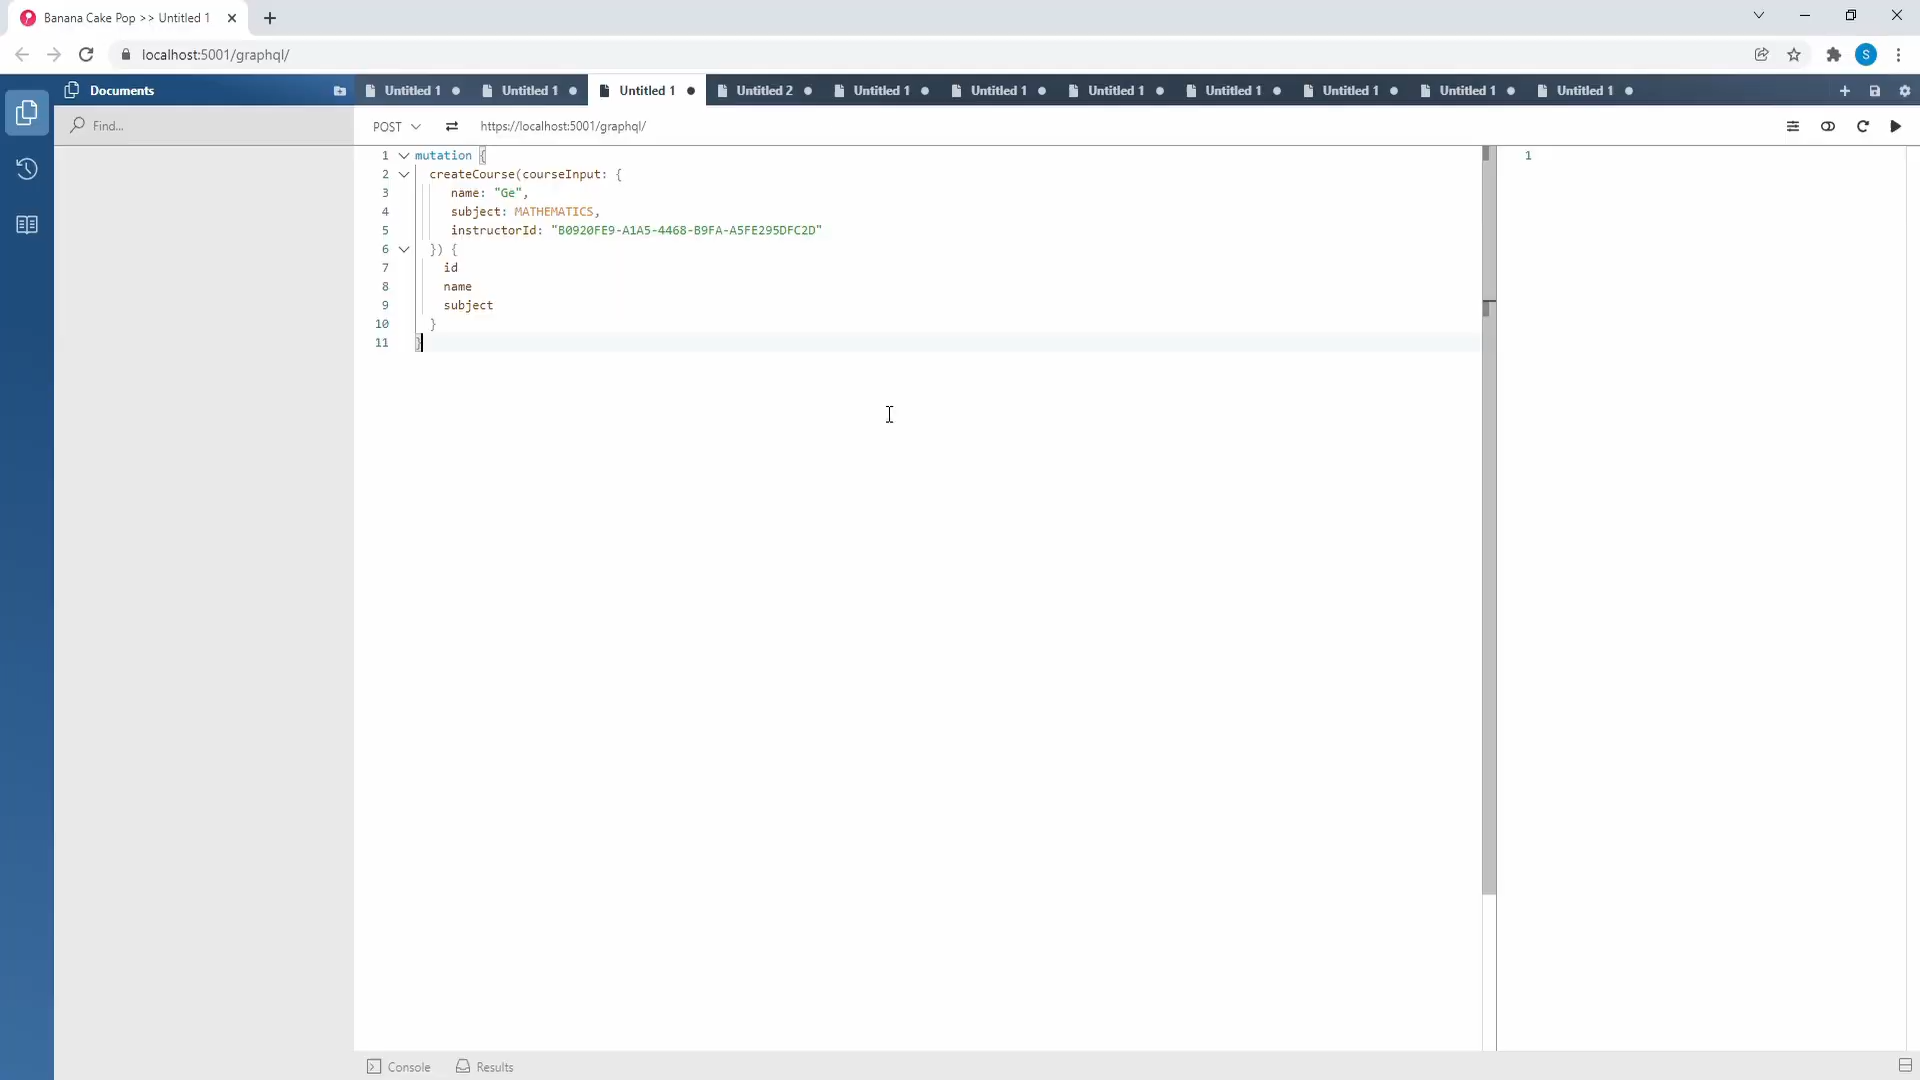 Banana Cake Pop >> Untitled 1
localhost:5001/graphql/
S
Documents
Untitled 1
Untitled 1
Untitled 1
Untitled 2
Untitled 1
Untitled 1
Untitled 1
Untitled 1
Untitled 1
Untitled 1
Untitled 1
Find...
POST
https://localhost:5001/graphql/
1 mutation {
2 createCourse(courseInput: {
3 name: "Ge",
4 subject: MATHEMATICS,
5 instructorId: "B0920FE9-A1A5-4468-B9FA-A5FE295DFC2D"
6 }) {
7 id
8 name
9 subject
10 }
11 }
1
Console
Results